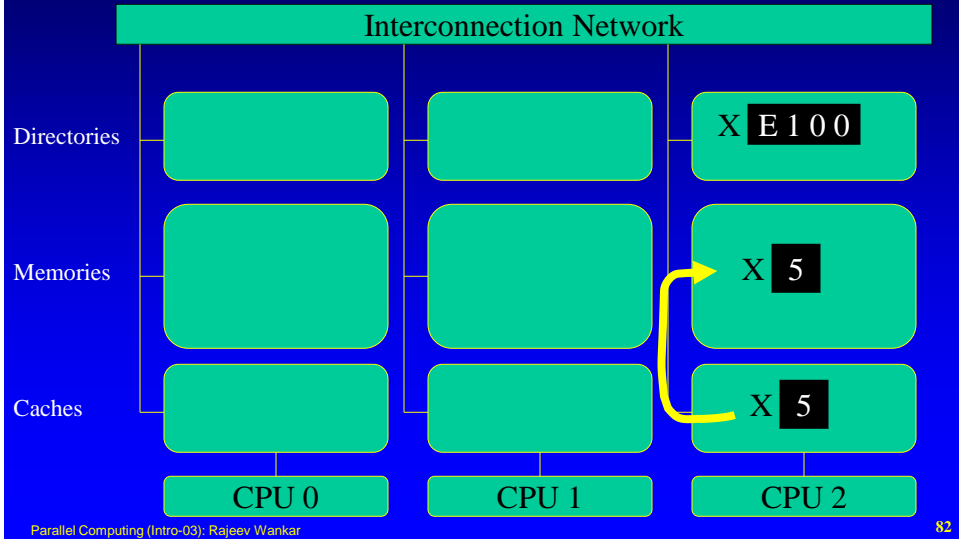 Interconnection Network
Directories
X E 1 0 0
Memories
X 5
Caches
X 5
CPU 0 CPU 1 CPU 2
Parallel Computing (Intro-03): Rajeev Wankar 82